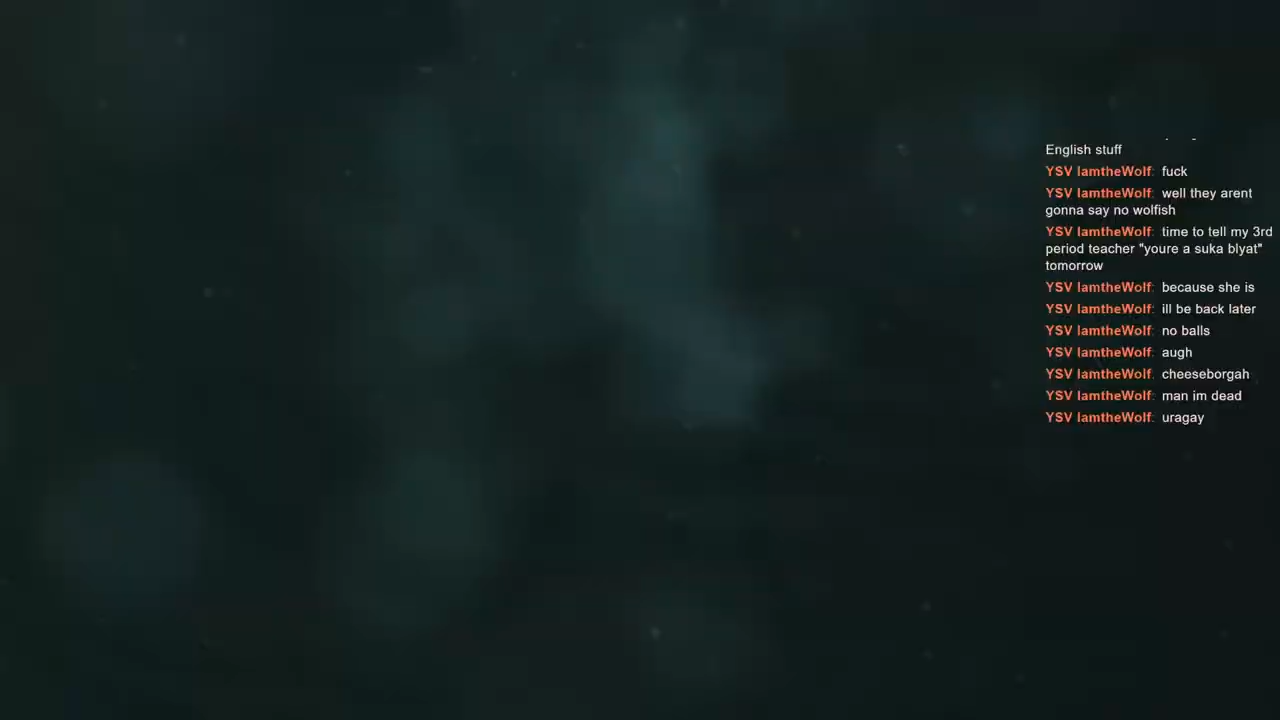 English stuff
YSV IamtheWolf: fuck
YSV IamtheWolf: well they arent
gonna say no wolfish
YSV IamtheWolf: time to tell my 3rd
period teacher "youre a suka blyat"
tomorrow
YSV IamtheWolf: because she is
YSV IamtheWolf: ill be back later
YSV IamtheWolf: no balls
YSV IamtheWolf: augh
YSV IamtheWolf: cheeseborgah
YSV IamtheWolf: man im dead
YSV IamtheWolf: uragay